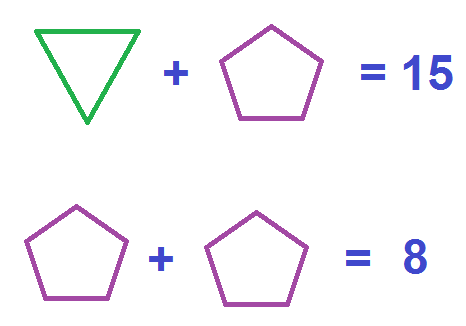 + = 15
+ = 8